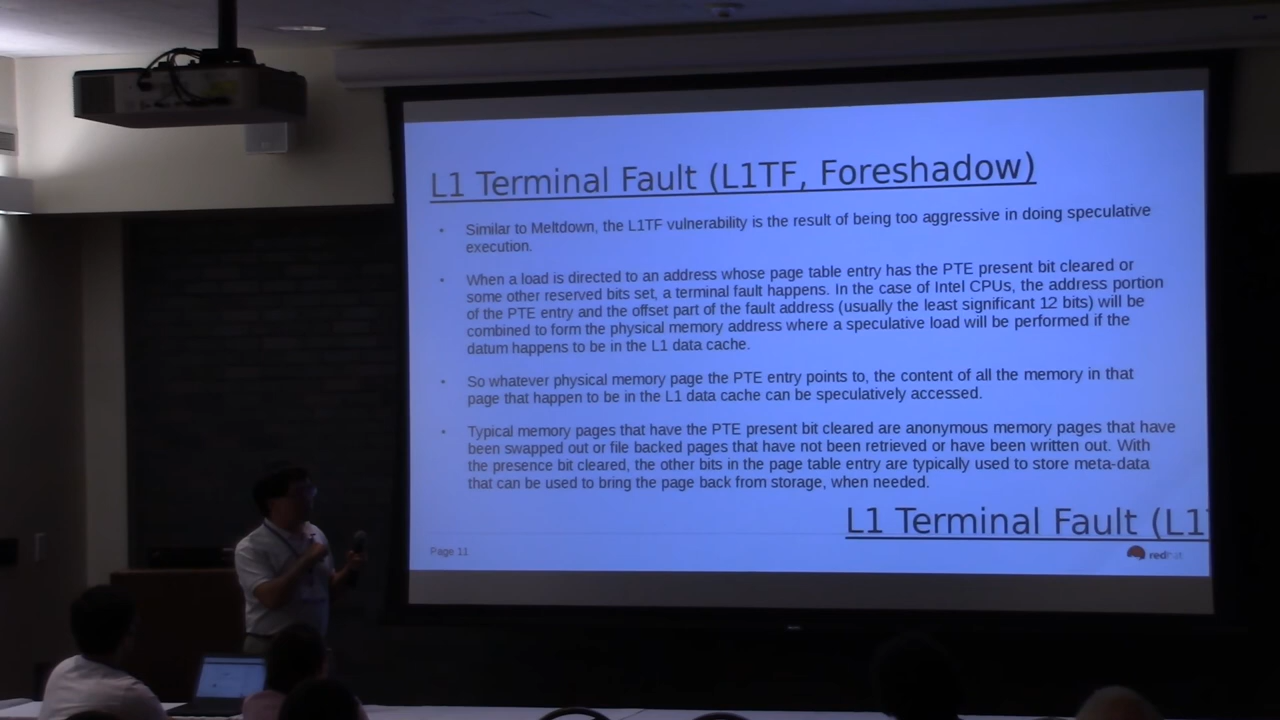 L1 Terminal Fault (L1TF, Foreshadow)
• Similar to Meltdown, the L1TF vulnerability is the result of being too aggressive in doing speculative
execution.
• When a load is directed to an address whose page table entry has the PTE present bit cleared or
some other reserved bits set, a terminal fault happens. In the case of Intel CPUs, the address portion
of the PTE entry and the offset part of the fault address (usually the least significant 12 bits) will be
combined to form the physical memory address where a speculative load will be performed if the
datum happens to be in the L1 data cache.
• So whatever physical memory page the PTE entry points to, the content of all the memory in that
page that happen to be in the L1 data cache can be speculatively accessed.
• Typical memory pages that have the PTE present bit cleared are anonymous memory pages that have
been swapped out or file backed pages that have not been retrieved or have been written out. With
the presence bit cleared, the other bits in the page table entry are typically used to store meta-data
that can be used to bring the page back from storage, when needed.
L1 Terminal Fault (L1
Page 11
redhat